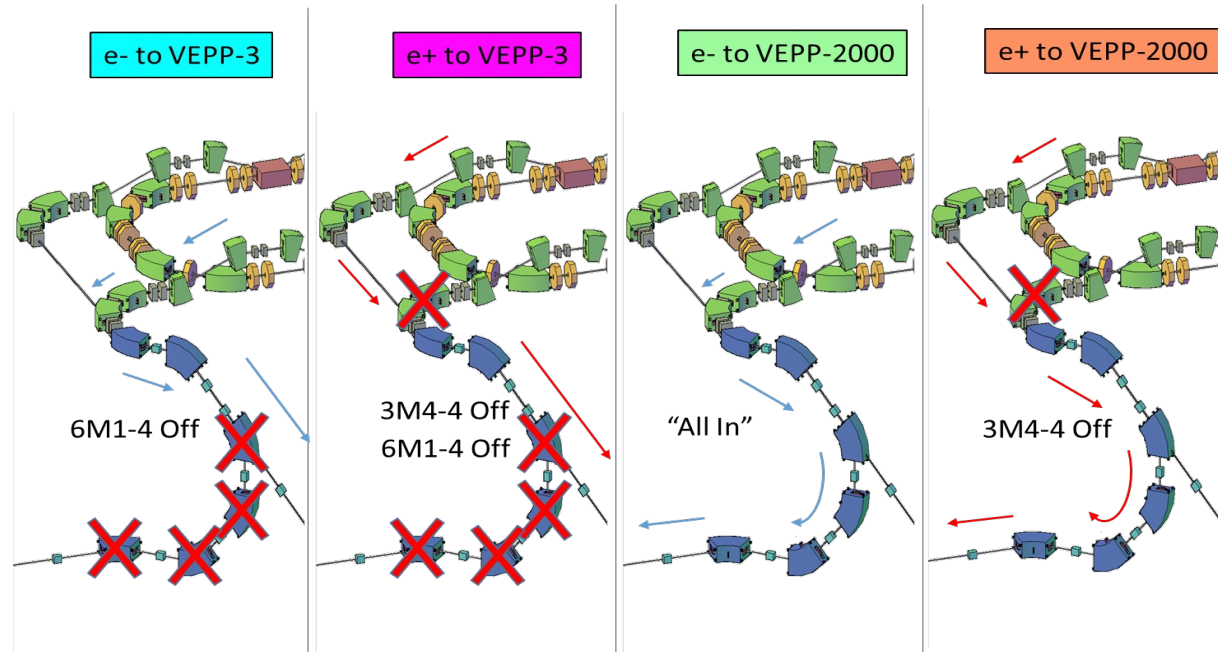 e- to VEPP-3
e+ to VEPP-3
e- to VEPP-2000
e+ to VEPP-2000
6M1-4 Off
3M4-4 Off
6M1-4 Off
“All In”
3M4-4 Off